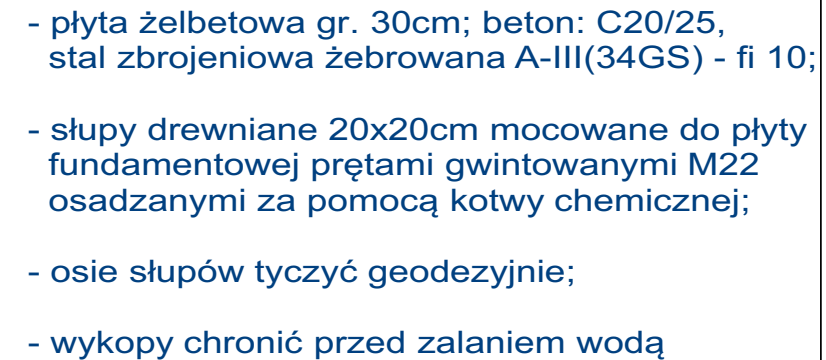 - płyta żelbetowa gr. 30cm; beton: C20/25,
stal zbrojeniowa żebrowana A-III(34GS) - fi 10;
- słupy drewniane 20x20cm mocowane do płyty
fundamentowej prętami gwintowanymi M22
osadzanymi za pomocą kotwy chemicznej;
- osie słupów tyczyć geodezyjnie;
- wykopy chronić przed zalaniem wodą